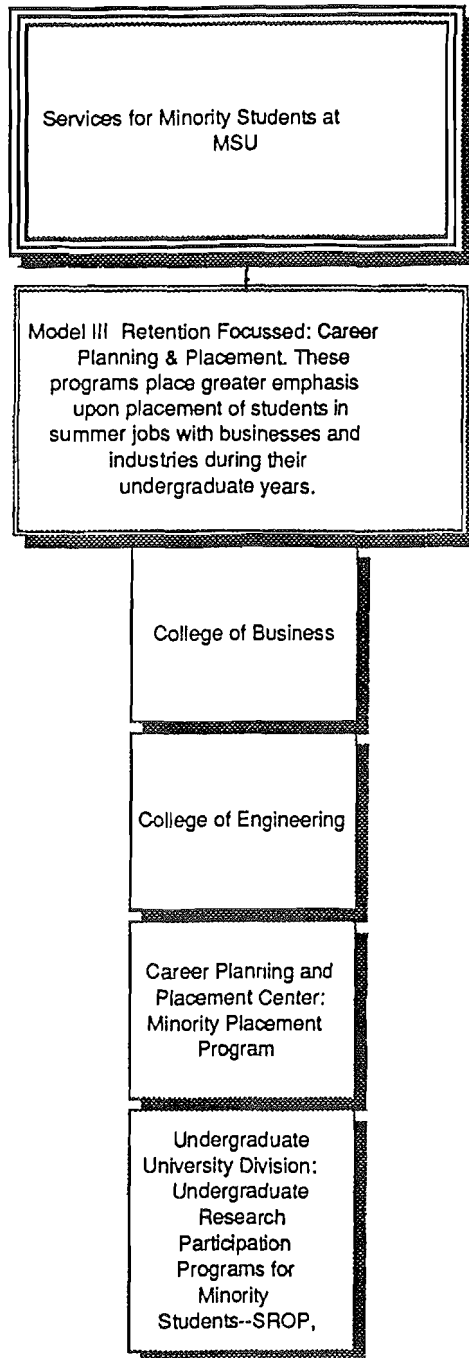 Services for Minority Students at
MSU
Model III Retention Focussed: Career
Planning & Placement. These
programs place greater emphasis
upon placement of students in
summer jobs with businesses and
industries during their
undergraduate years.
College of Business
College of Engineering
Career Planning and
Placement Center:
Minority Placement
Program
Undergraduate
University Division:
Undergraduate
Research
Participation
Programs for
Minority
Students--SROP,